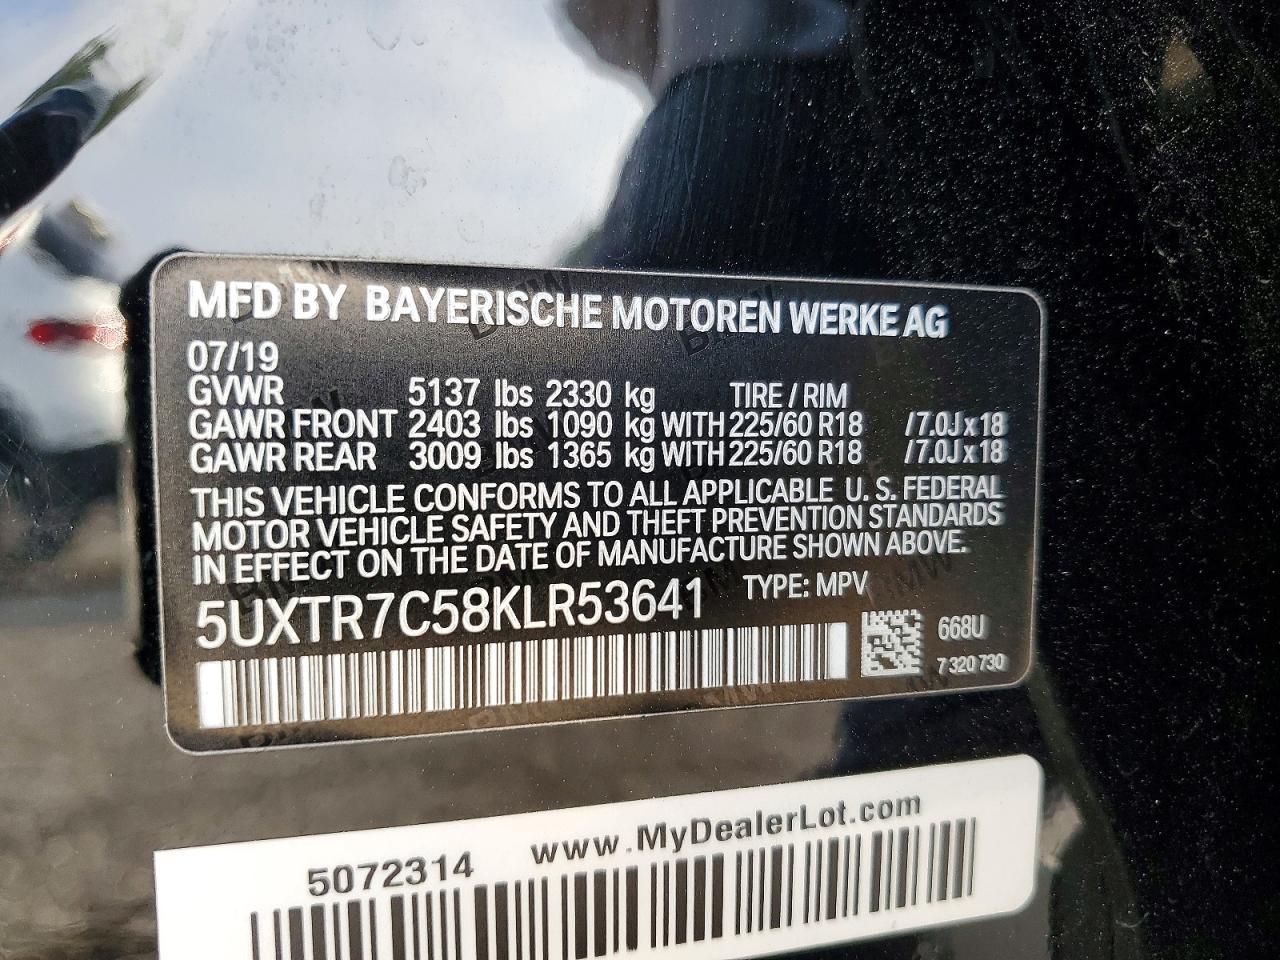 MFD BY BAYERISCHE MOTOREN WERKE AG
07/19
GVWR 5137 lbs 2330 kg TIRE / RIM
GAWR FRONT 2403 lbs 1090 kg WITH 225/60 R18 /7.0J x 18
GAWR REAR 3009 lbs 1365 kg WITH 225/60 R18 /7.0J x 18
THIS VEHICLE CONFORMS TO ALL APPLICABLE U. S. FEDERAL
MOTOR VEHICLE SAFETY AND THEFT PREVENTION STANDARDS
IN EFFECT ON THE DATE OF MANUFACTURE SHOWN ABOVE.
5UXTR7C58KLR53641 TYPE: MPV
668U
7 320 730
5072314 www.MyDealerLot.com